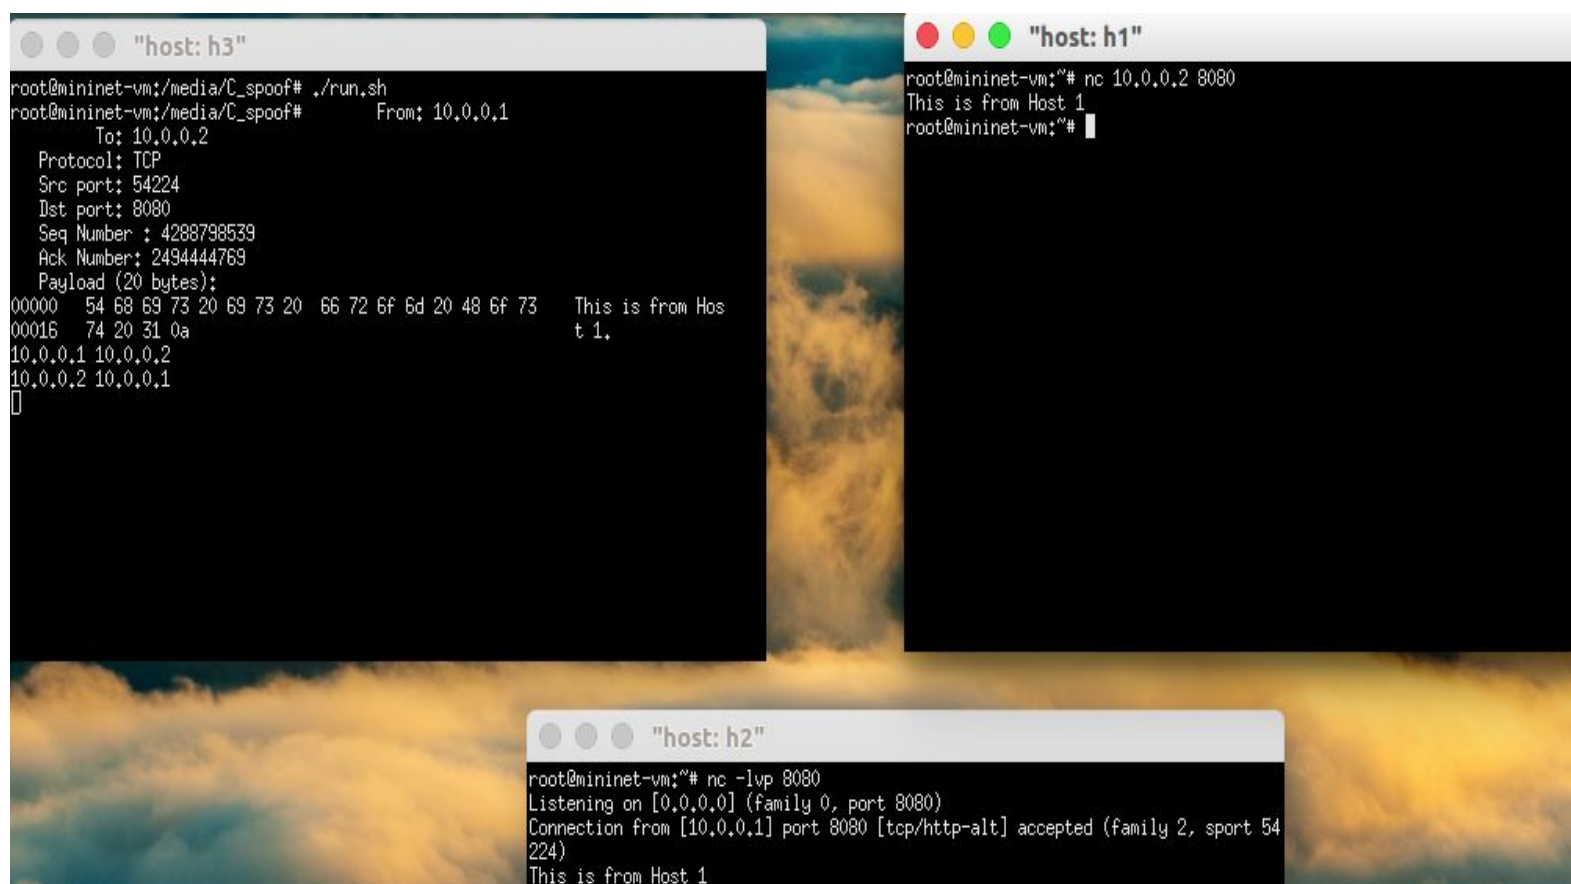 "host: h3"
root@mininet-vm:/media/C_spoof# ./run.sh
root@mininet-vm:/media/C_spoof#        From: 10.0.0.1
         To: 10.0.0.2
   Protocol: TCP
   Src port: 54224
   Dst port: 8080
   Seq Number : 4288798539
   Ack Number: 2494444769
   Payload (20 bytes):
00000   54 68 69 73 20 69 73 20  66 72 6f 6d 20 48 6f 73    This is from Hos
00016   74 20 31 0a                                         t 1.
10.0.0.1 10.0.0.2
10.0.0.2 10.0.0.1
"host: h1"
root@mininet-vm:~# nc 10.0.0.2 8080
This is from Host 1
root@mininet-vm:~#
"host: h2"
root@mininet-vm:~# nc -lvp 8080
Listening on [0.0.0.0] (family 0, port 8080)
Connection from [10.0.0.1] port 8080 [tcp/http-alt] accepted (family 2, sport 54
224)
This is from Host 1